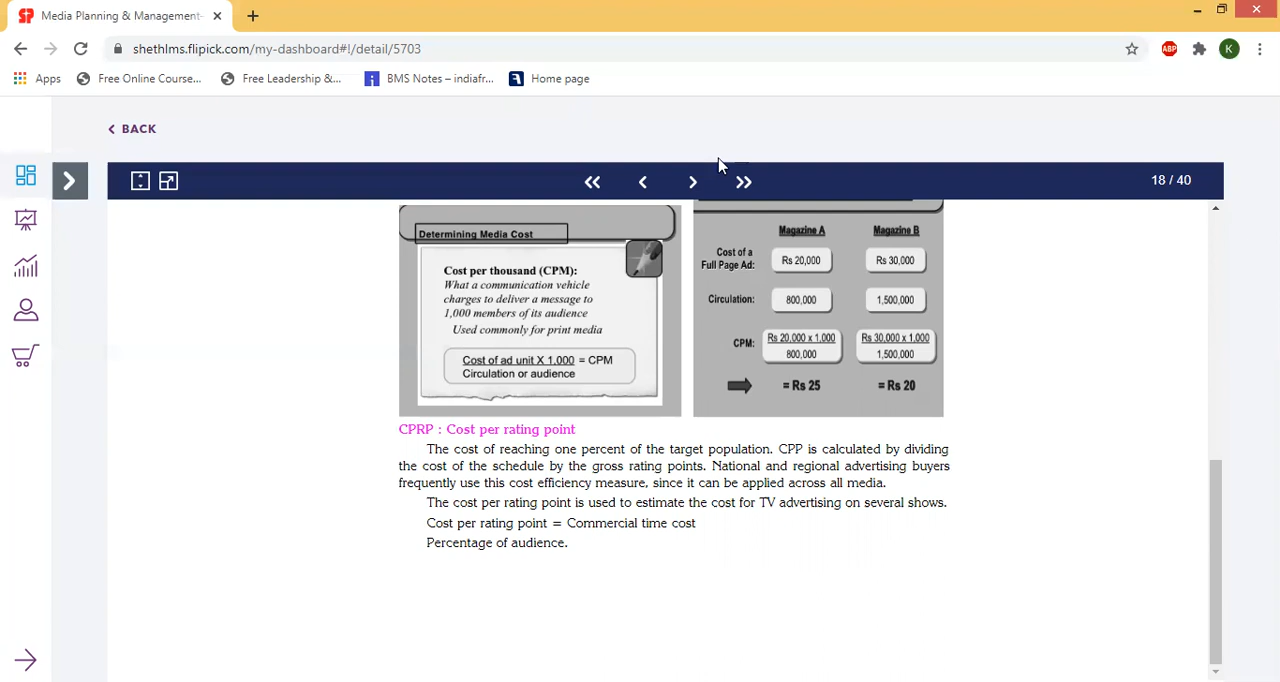 Media Planning & Management-
shethlms.flipick.com/my-dashboard#!/detail/5703
ABP
K
Apps
Free Online Course...
Free Leadership &...
BMS Notes – indiafr...
Home page
BACK
18 / 40
Determining Media Cost
Cost per thousand (CPM):
What a communication vehicle
charges to deliver a message to
1,000 members of its audience
Used commonly for print media
Cost of ad unit X 1,000 = CPM
Circulation or audience
Magazine A Magazine B
Cost of a
Full Page Ad: Rs 20,000 Rs 30,000
Circulation: 800,000 1,500,000
CPM: Rs 20,000 x 1,000 Rs 30,000 x 1,000
800,000 1,500,000
= Rs 25 = Rs 20
CPRP : Cost per rating point
The cost of reaching one percent of the target population. CPP is calculated by dividing
the cost of the schedule by the gross rating points. National and regional advertising buyers
frequently use this cost efficiency measure, since it can be applied across all media.
The cost per rating point is used to estimate the cost for TV advertising on several shows.
Cost per rating point = Commercial time cost
Percentage of audience.